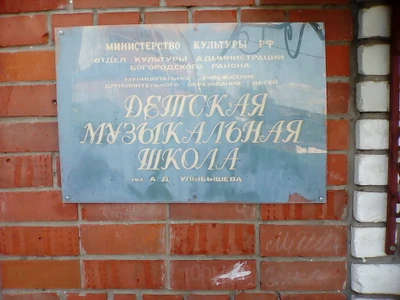 МИНИСТЕРСТВО КУЛЬТУРЫ РФ
ОТДЕЛ КУЛЬТУРЫ АДМИНИСТРАЦИИ
БОГОРОДСКОГО РАЙОНА
МУНИЦИПАЛЬНОЕ УЧРЕЖДЕНИЕ
ДОПОЛНИТЕЛЬНОГО ОБРАЗОВАНИЯ ДЕТЕЙ
ДЕТСКАЯ
МУЗЫКАЛЬНАЯ
ШКОЛА
им. А.Д. УЛЫБЫШЕВА